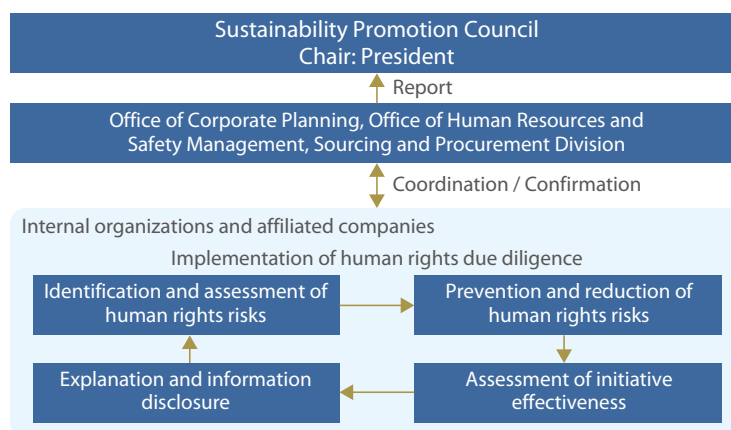 Sustainability Promotion Council
Chair: President
Report
Office of Corporate Planning, Office of Human Resources and
Safety Management, Sourcing and Procurement Division
Coordination / Confirmation
Internal organizations and affiliated companies
Implementation of human rights due diligence
Identification and assessment of
human rights risks
Prevention and reduction of
human rights risks
Explanation and information
disclosure
Assessment of initiative
effectiveness